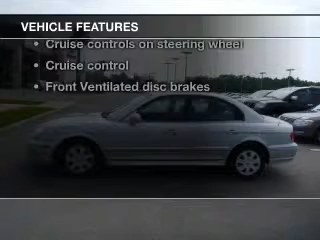 VEHICLE FEATURES
• Cruise controls on steering wheel
• Cruise control
• Front Ventilated disc brakes